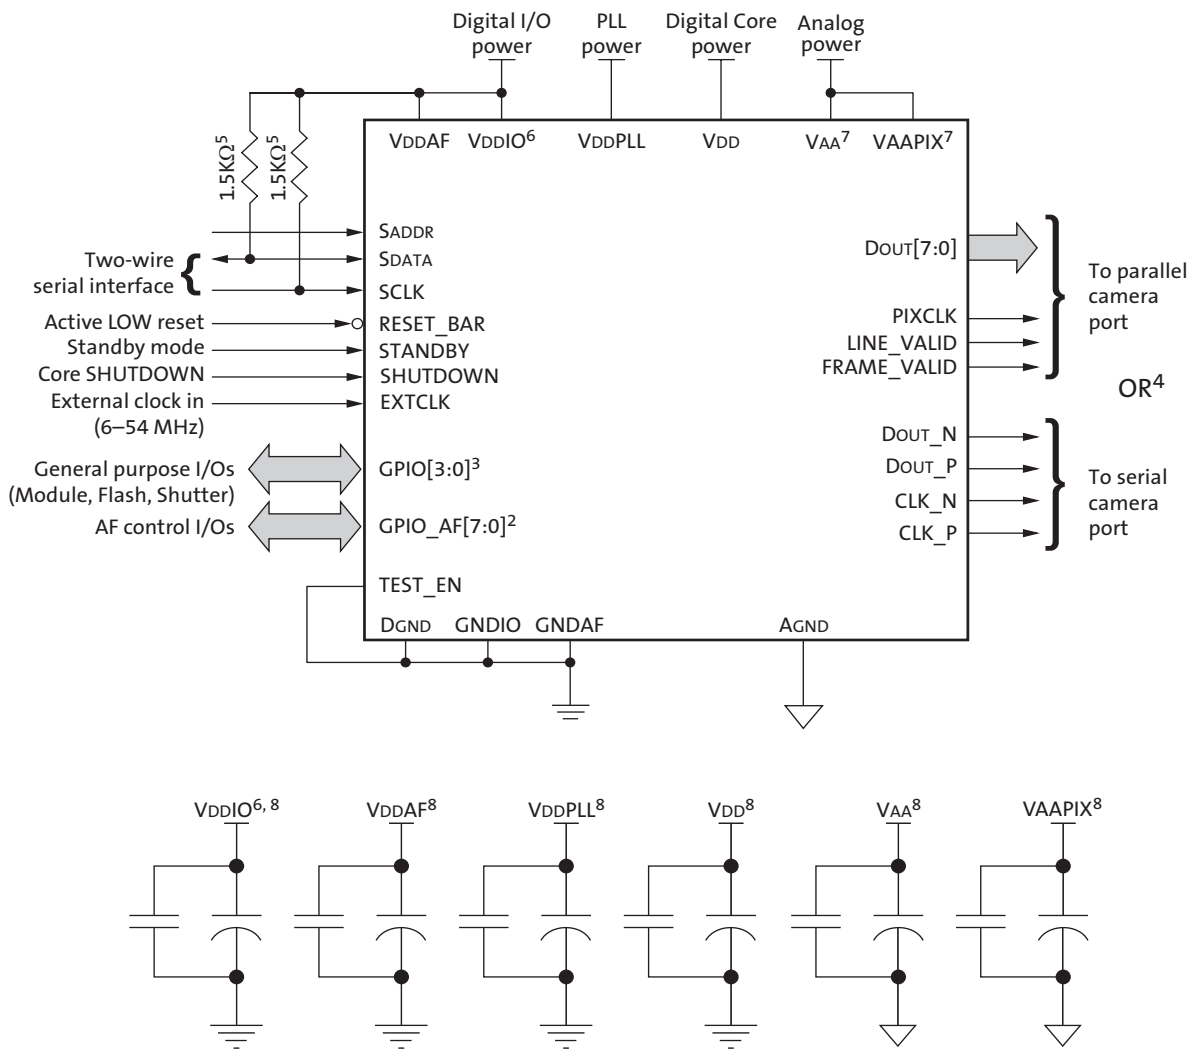 Digital I/O
power
PLL
power
Digital Core
power
Analog
power
VDDAF
VDDIO6
VDDPLL
VDD
VAA7
VAAPIX7
1.5KΩ5
1.5KΩ5
SADDR
Two-wire
serial interface
{
SDATA
SCLK
Active LOW reset
RESET_BAR
Standby mode
STANDBY
Core SHUTDOWN
SHUTDOWN
External clock in
(6–54 MHz)
EXTCLK
General purpose I/Os
(Module, Flash, Shutter)
GPIO[3:0]3
AF control I/Os
GPIO_AF[7:0]2
TEST_EN
DGND
GNDIO
GNDAF
AGND
DOUT[7:0]
PIXCLK
LINE_VALID
FRAME_VALID
}
To parallel
camera
port
OR4
DOUT_N
DOUT_P
CLK_N
CLK_P
}
To serial
camera
port
VDDIO6, 8
VDDAF8
VDDPLL8
VDD8
VAA8
VAAPIX8